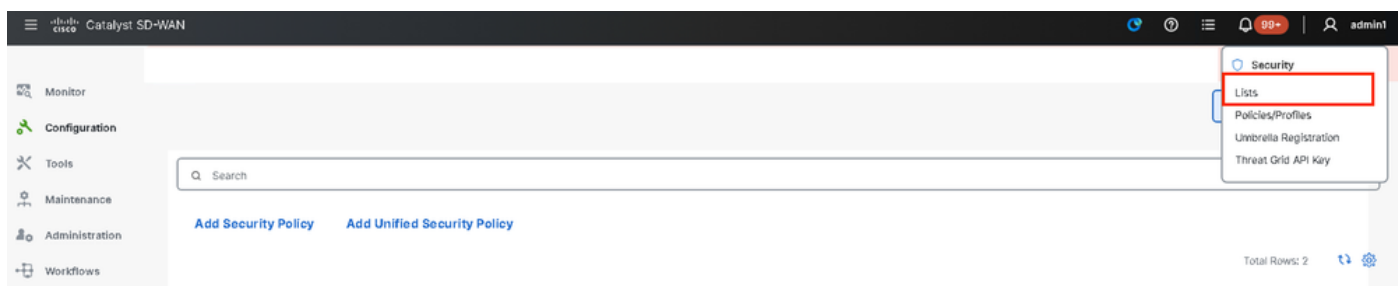 cisco Catalyst SD-WAN
99+
admin1
Security
Monitor
Lists
Configuration
Policies/Profiles
Umbrella Registration
Tools
Threat Grid API Key
Search
Maintenance
Add Security Policy Add Unified Security Policy
Administration
Total Rows: 2
Workflows